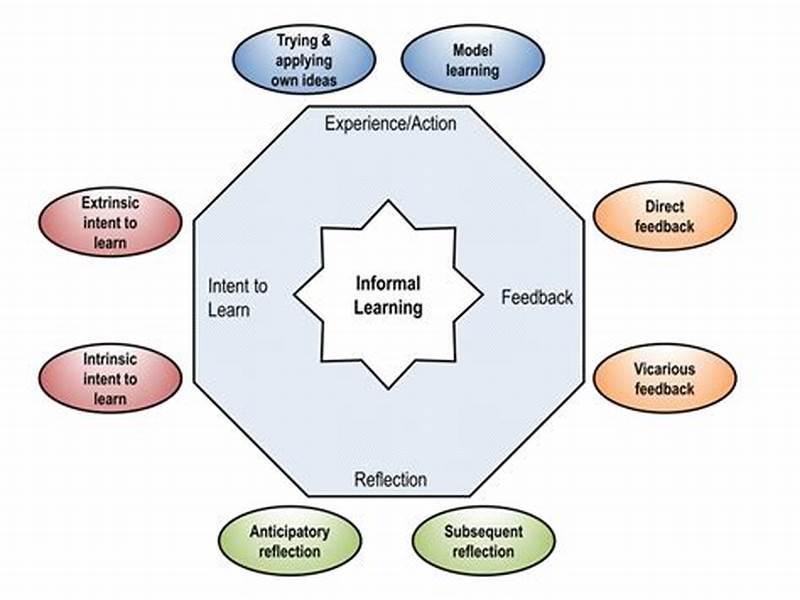 Trying &
applying
own ideas
Model
learning
Experience/Action
Extrinsic
intent to
learn
Direct
feedback
Intent to
Learn
Informal
Learning
Feedback
Intrinsic
intent to
learn
Vicarious
feedback
Reflection
Anticipatory
reflection
Subsequent
reflection